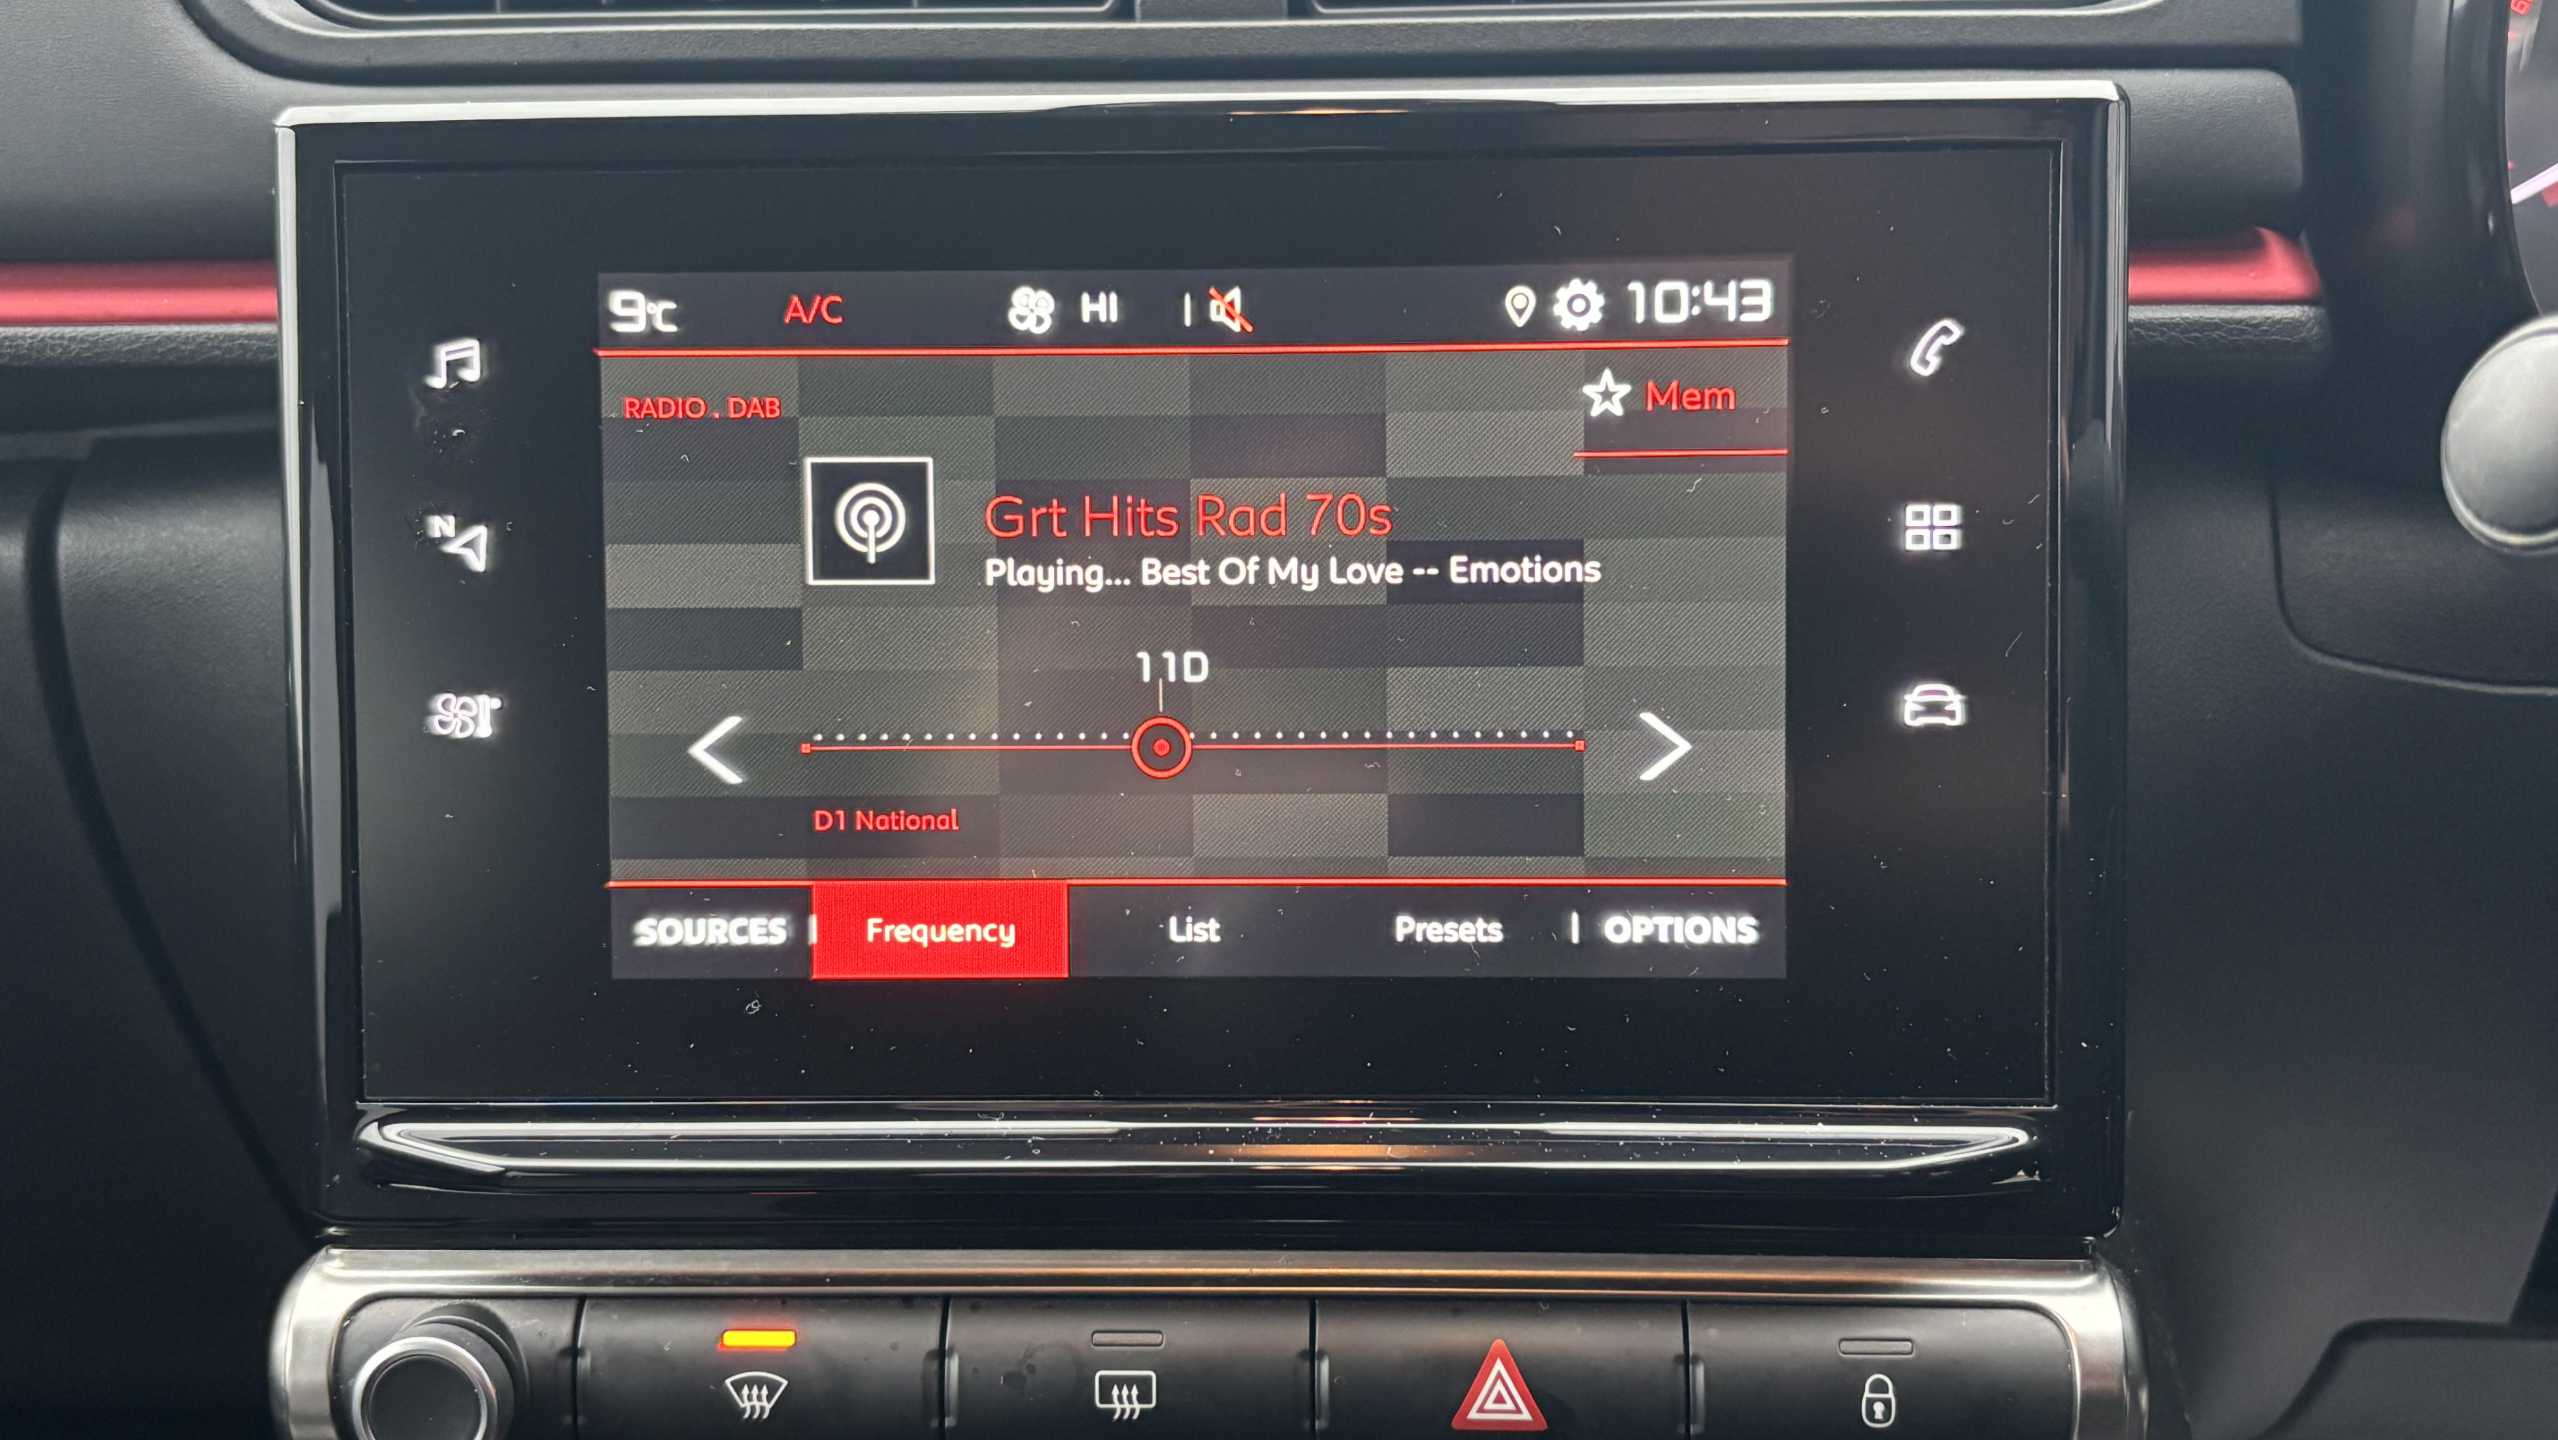 9°C A/C HI 10:43
RADIO . DAB
Mem
Grt Hits Rad 70s
Playing... Best Of My Love -- Emotions
11D
D1 National
SOURCES Frequency List Presets OPTIONS
N